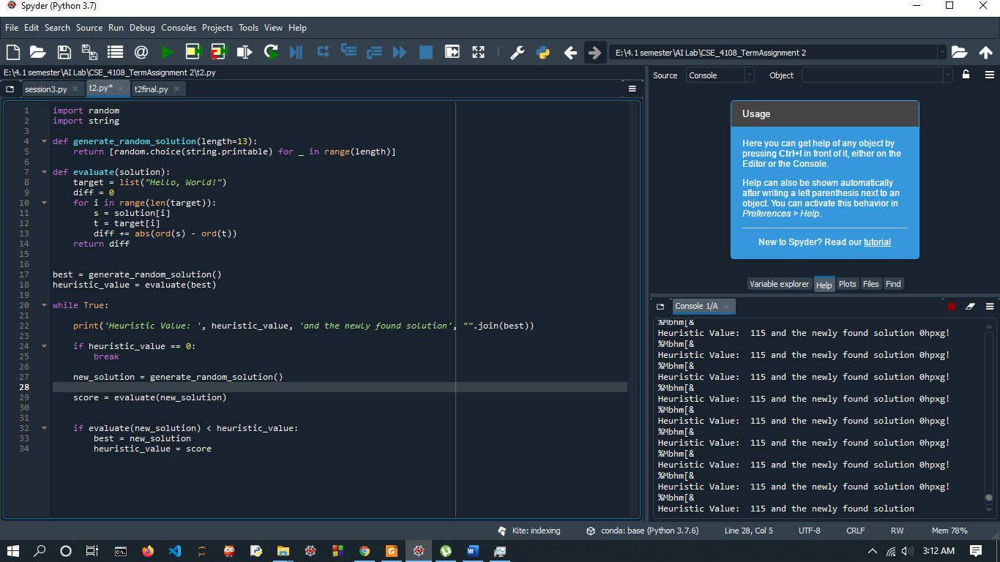 Spyder (Python 3.7)
File Edit Search Source Run Debug Consoles Projects Tools View Help
E:\4.1 semester\AI Lab\CSE_4108_TermAssignment 2
E:\4.1 semester\AI Lab\CSE_4108_TermAssignment 2\t2.py
session3.py t2.py* t2final.py
1 import random
2 import string
3
4 def generate_random_solution(length=13):
5 return [random.choice(string.printable) for _ in range(length)]
6
7 def evaluate(solution):
8 target = list("Hello, World!")
9 diff = 0
10 for i in range(len(target)):
11 s = solution[i]
12 t = target[i]
13 diff += abs(ord(s) - ord(t))
14 return diff
15
16
17 best = generate_random_solution()
18 heuristic_value = evaluate(best)
19
20 while True:
21
22 print('Heuristic Value: ', heuristic_value, 'and the newly found solution', "".join(best))
23
24 if heuristic_value == 0:
25 break
26
27 new_solution = generate_random_solution()
28
29 score = evaluate(new_solution)
30
31
32 if evaluate(new_solution) < heuristic_value:
33 best = new_solution
34 heuristic_value = score
Source Console Object
Usage
Here you can get help of any object by
pressing Ctrl+I in front of it, either on the
Editor or the Console.
Help can also be shown automatically
after writing a left parenthesis next to an
object. You can activate this behavior in
Preferences > Help.
New to Spyder? Read our tutorial
Variable explorer Help Plots Files Find
Console 1/A
%Mbhm[&
Heuristic Value:  115 and the newly found solution 0hpxg!
%Mbhm[&
Heuristic Value:  115 and the newly found solution 0hpxg!
%Mbhm[&
Heuristic Value:  115 and the newly found solution 0hpxg!
%Mbhm[&
Heuristic Value:  115 and the newly found solution 0hpxg!
%Mbhm[&
Heuristic Value:  115 and the newly found solution 0hpxg!
%Mbhm[&
Heuristic Value:  115 and the newly found solution 0hpxg!
%Mbhm[&
Heuristic Value:  115 and the newly found solution 0hpxg!
%Mbhm[&
Heuristic Value:  115 and the newly found solution 0hpxg!
%Mbhm[&
Heuristic Value:  115 and the newly found solution
Kite: indexing conda: base (Python 3.7.6) Line 28, Col 5 UTF-8 CRLF RW Mem 78%
3:12 AM